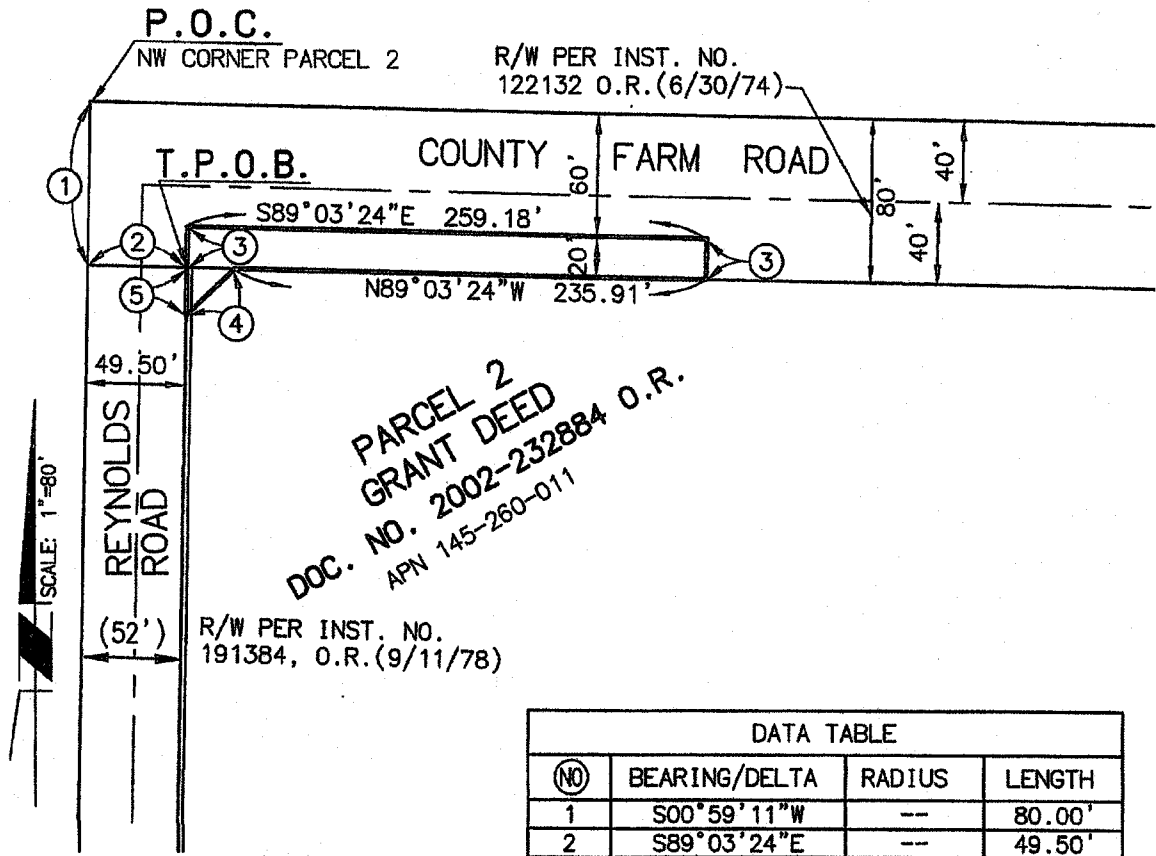 P.O.C.
NW CORNER PARCEL 2
R/W PER INST. NO.
122132 O.R.(6/30/74)
COUNTY FARM ROAD
T.P.O.B.
60'
80'
40'
40'
1
2
3
S89°03'24"E 259.18'
20'
3
5
N89°03'24"W 235.91'
4
49.50'
REYNOLDS
ROAD
PARCEL 2
GRANT DEED
DOC. NO. 2002-232884 O.R.
APN 145-260-011
SCALE: 1"=80'
(52')
R/W PER INST. NO.
191384, O.R.(9/11/78)
DATA TABLE
NO BEARING/DELTA RADIUS LENGTH
1 S00°59'11"W -- 80.00'
2 S89°03'24"E -- 49.50'